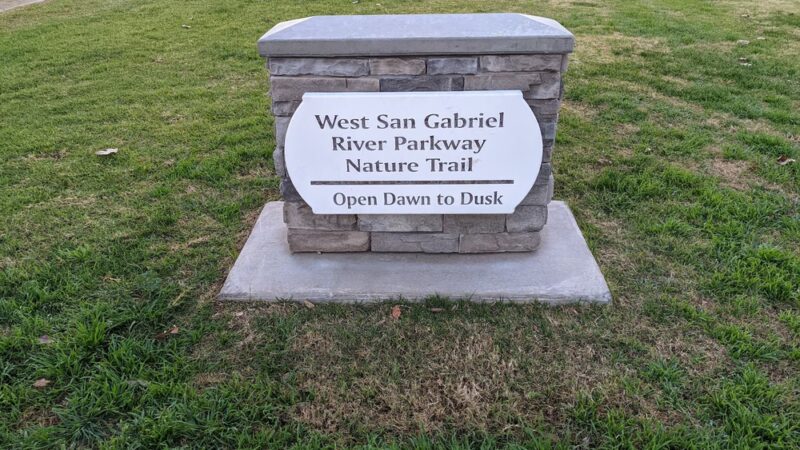 West San Gabriel
River Parkway
Nature Trail
Open Dawn to Dusk